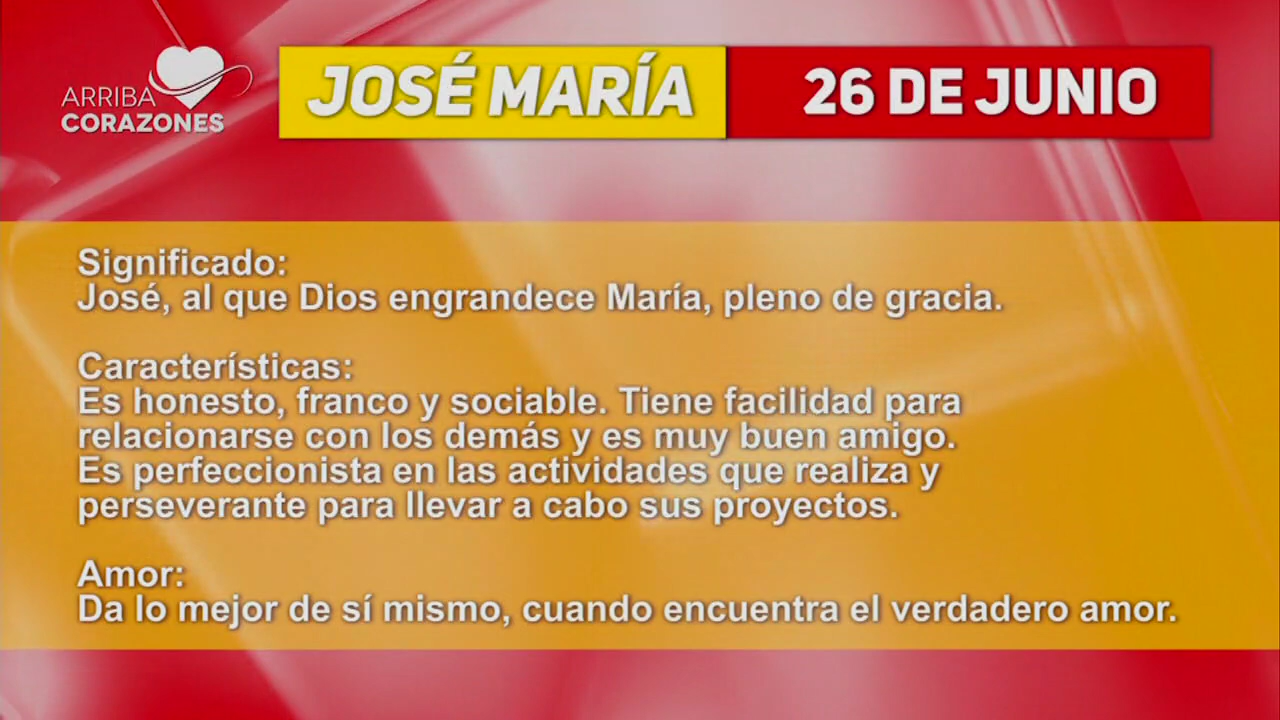 ARRIBA
CORAZONES
JOSÉ MARÍA
26 DE JUNIO
Significado:
José, al que Dios engrandece María, pleno de gracia.
Características:
Es honesto, franco y sociable. Tiene facilidad para
relacionarse con los demás y es muy buen amigo.
Es perfeccionista en las actividades que realiza y
perseverante para llevar a cabo sus proyectos.
Amor:
Da lo mejor de sí mismo, cuando encuentra el verdadero amor.